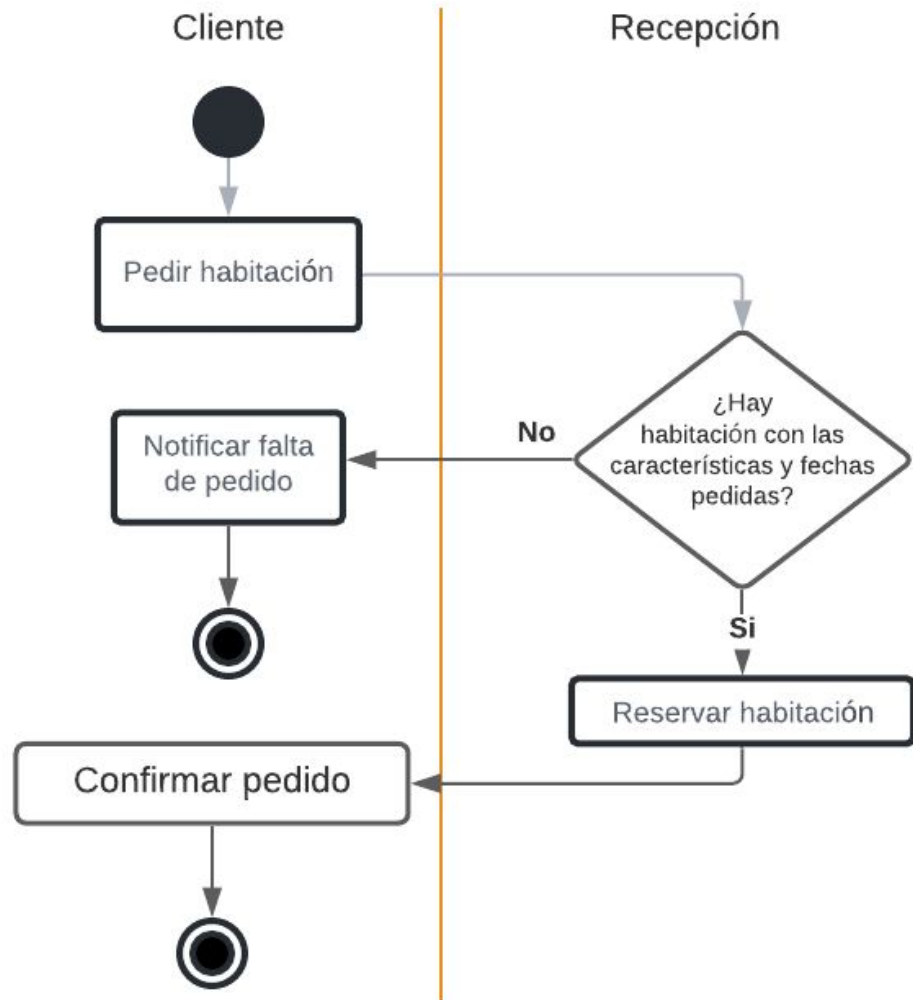 Cliente
Recepción
Pedir habitación
¿Hay
habitación con las
características y fechas
pedidas?
No
Notificar falta
de pedido
Si
Reservar habitación
Confirmar pedido